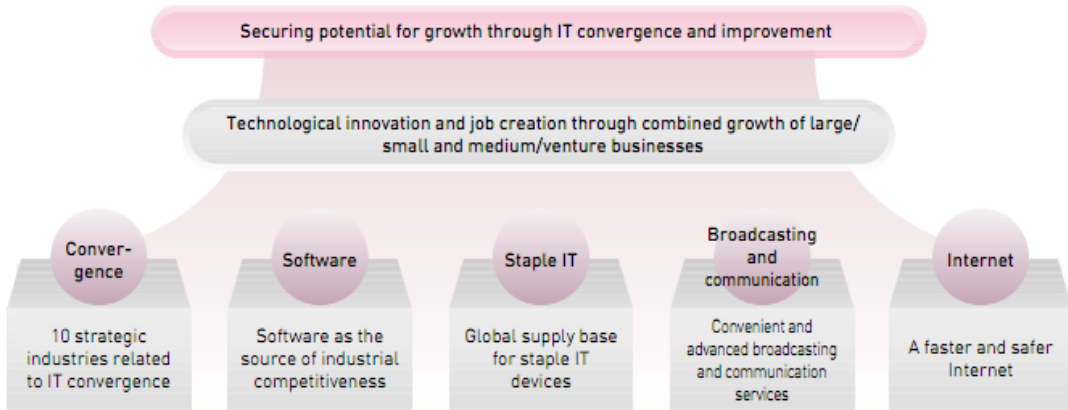 Securing potential for growth through IT convergence and improvement
Technological innovation and job creation through combined growth of large/
small and medium/venture businesses
Conver-
gence
10 strategic
industries related
to IT convergence
Software
Software as the
source of industrial
competitiveness
Staple IT
Global supply base
for staple IT
devices
Broadcasting
and
communication
Convenient and
advanced broadcasting
and communication
services
Internet
A faster and safer
Internet